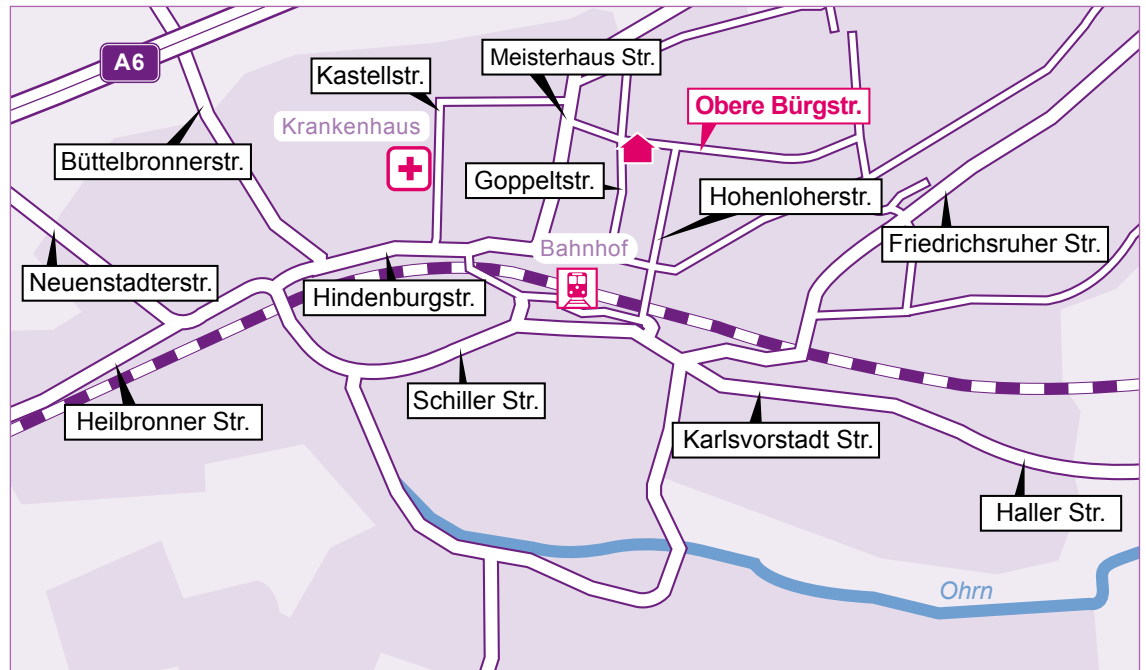 A6
Meisterhaus Str.
Kastellstr.
Obere Bürgstr.
Krankenhaus
Büttelbronnerstr.
Goppeltstr.
Hohenloherstr.
Bahnhof
Friedrichsruher Str.
Neuenstadterstr.
Hindenburgstr.
Schiller Str.
Heilbronner Str.
Karlsvorstadt Str.
Haller Str.
Ohrn